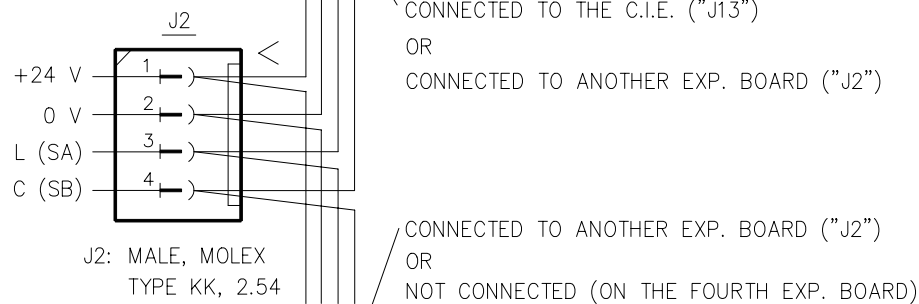 J2
+24 V
1
0 V
2
L (SA)
3
C (SB)
4
J2: MALE, MOLEX
TYPE KK, 2.54
CONNECTED TO THE C.I.E. ("J13")
OR
CONNECTED TO ANOTHER EXP. BOARD ("J2")
CONNECTED TO ANOTHER EXP. BOARD ("J2")
OR
NOT CONNECTED (ON THE FOURTH EXP. BOARD)